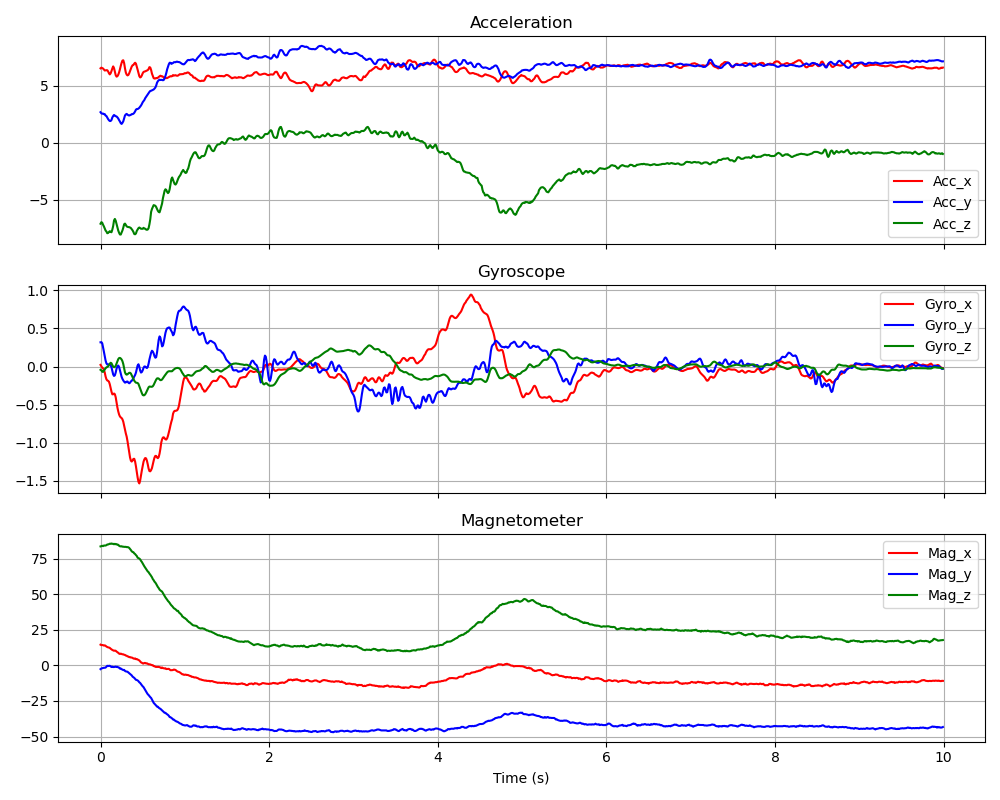 Acceleration
5
0
−5
Acc_x
Acc_y
Acc_z
Gyroscope
1.0
0.5
0.0
−0.5
−1.0
−1.5
Gyro_x
Gyro_y
Gyro_z
Magnetometer
75
50
25
0
−25
−50
Mag_x
Mag_y
Mag_z
0 2 4 6 8 10
Time (s)